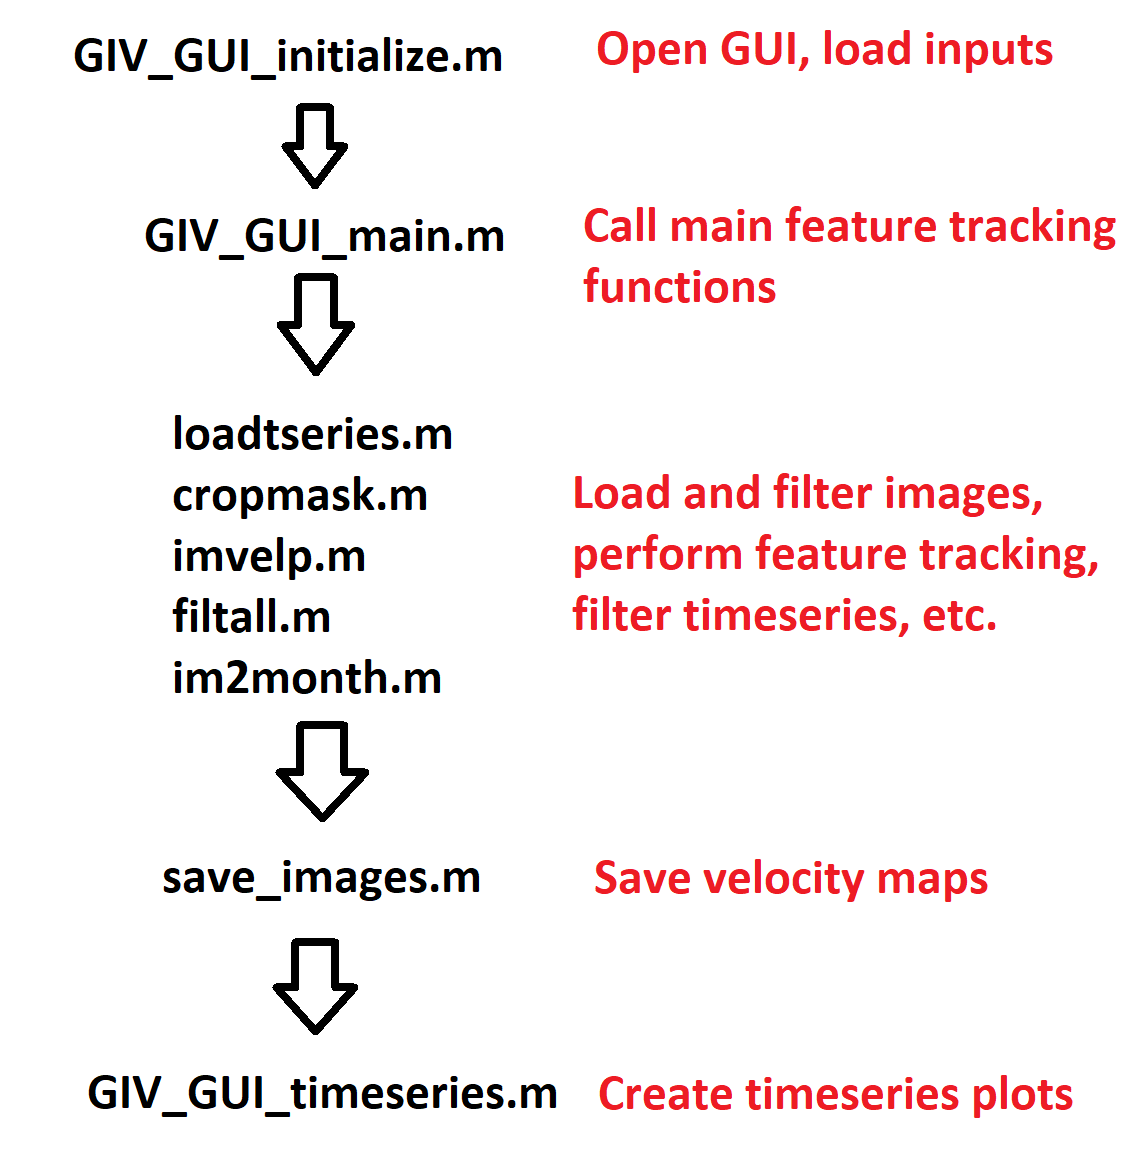 GIV_GUI_initialize.m
Open GUI, load inputs
GIV_GUI_main.m
Call main feature tracking
functions
loadtseries.m
cropmask.m
imvelp.m
filtall.m
im2month.m
Load and filter images,
perform feature tracking,
filter timeseries, etc.
save_images.m
Save velocity maps
GIV_GUI_timeseries.m
Create timeseries plots